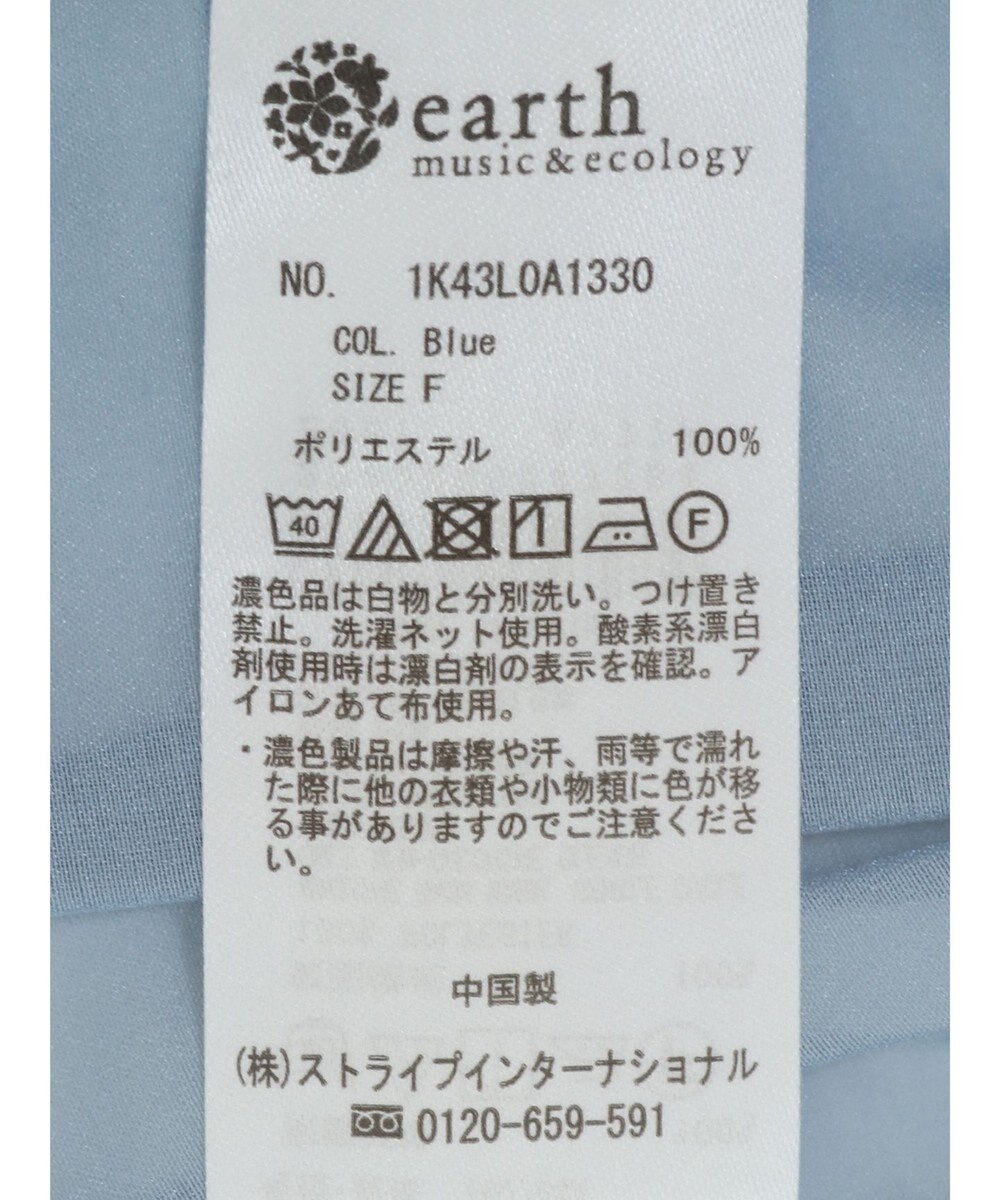 earth
music & ecology
NO. 1K43L0A1330
COL. Blue
SIZE F
ポリエステル 100%
40 F
濃色品は白物と分別洗い。つけ置き
禁止。洗濯ネット使用。酸素系漂白
剤使用時は漂白剤の表示を確認。ア
イロンあて布使用。
・濃色製品は摩擦や汗、雨等で濡れ
た際に他の衣類や小物類に色が移
る事がありますのでご注意くださ
い。
中国製
(株)ストライプインターナショナル
0120-659-591